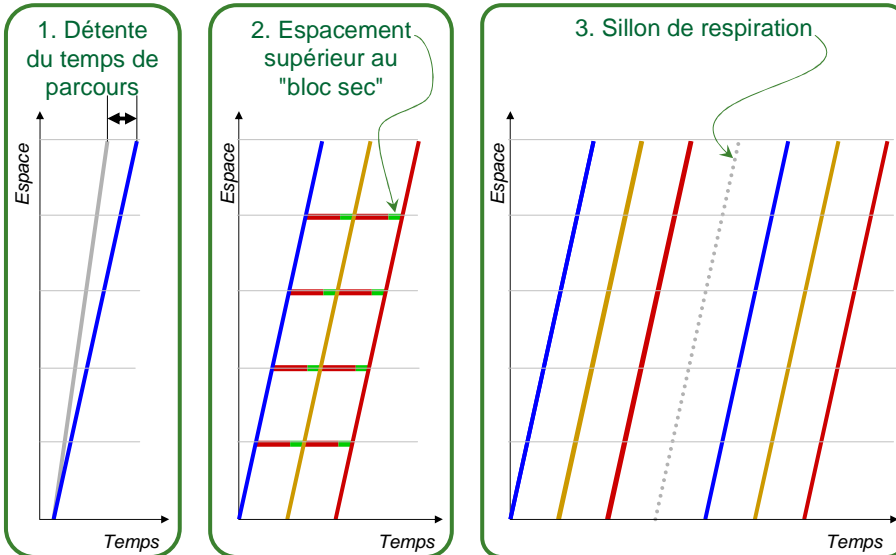 1. Détente
du temps de
parcours
Espace
Temps
2. Espacement
supérieur au
"bloc sec"
Espace
Temps
3. Sillon de respiration
Espace
Temps